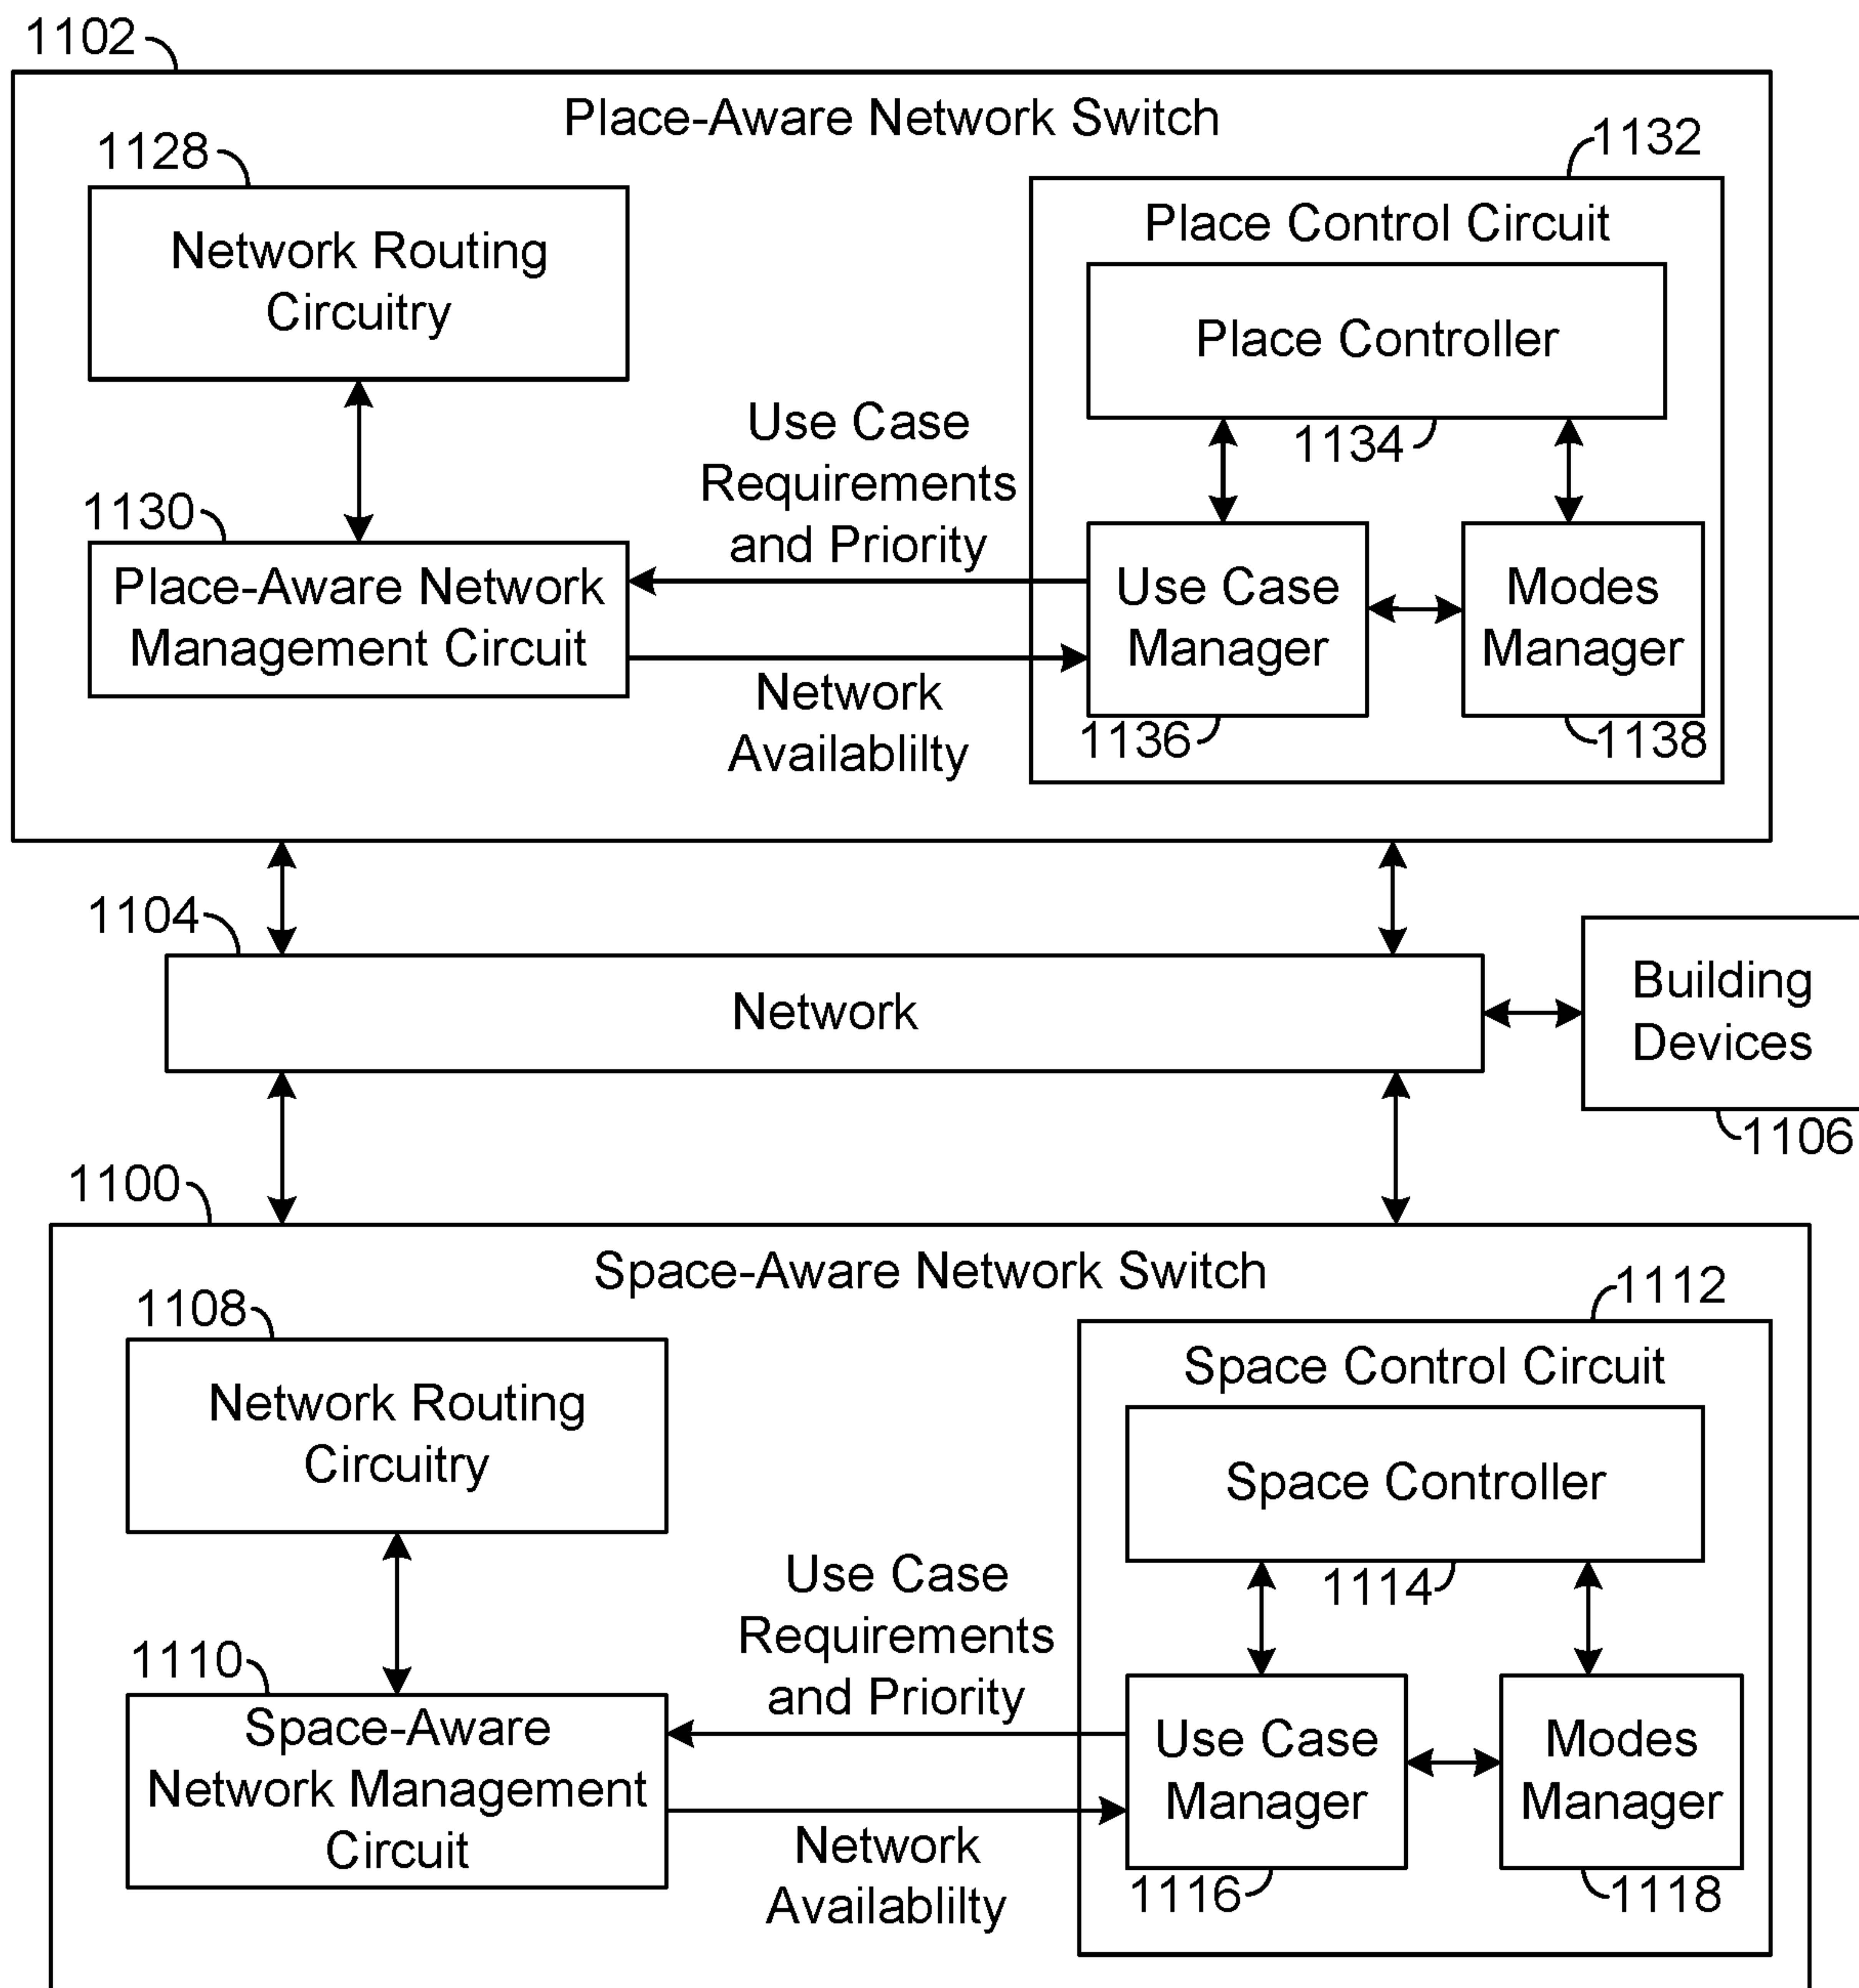 1102
Place-Aware Network Switch
1128
1132
Network Routing
Circuitry
Place Control Circuit
Place Controller
1134
Use Case
Requirements
and Priority
1130
Place-Aware Network
Management Circuit
Use Case
Manager
Modes
Manager
Network
Availablilty
1136
1138
1104
Network
Building
Devices
1106
1100
Space-Aware Network Switch
1108
1112
Network Routing
Circuitry
Space Control Circuit
Space Controller
1114
Use Case
Requirements
and Priority
1110
Space-Aware
Network Management
Circuit
Use Case
Manager
Modes
Manager
Network
Availablilty
1116
1118